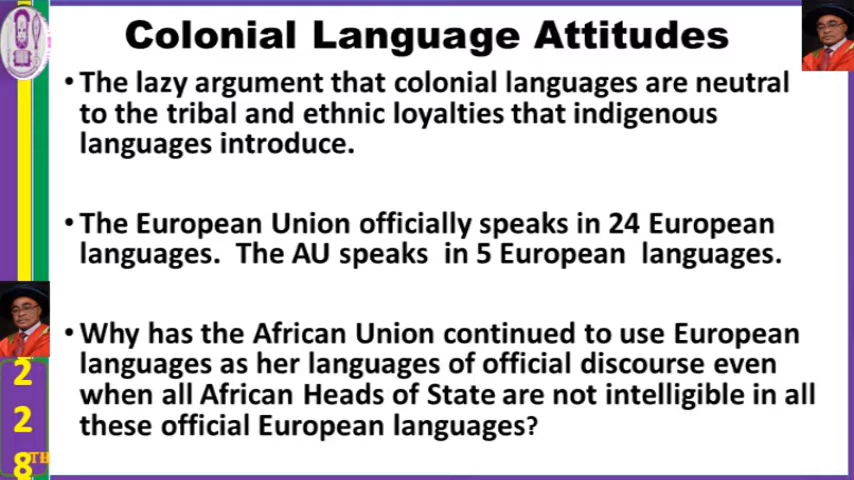 Colonial Language Attitudes
• The lazy argument that colonial languages are neutral
to the tribal and ethnic loyalties that indigenous
languages introduce.
• The European Union officially speaks in 24 European
languages. The AU speaks in 5 European languages.
• Why has the African Union continued to use European
languages as her languages of official discourse even
when all African Heads of State are not intelligible in all
these official European languages?
2
2
8TH